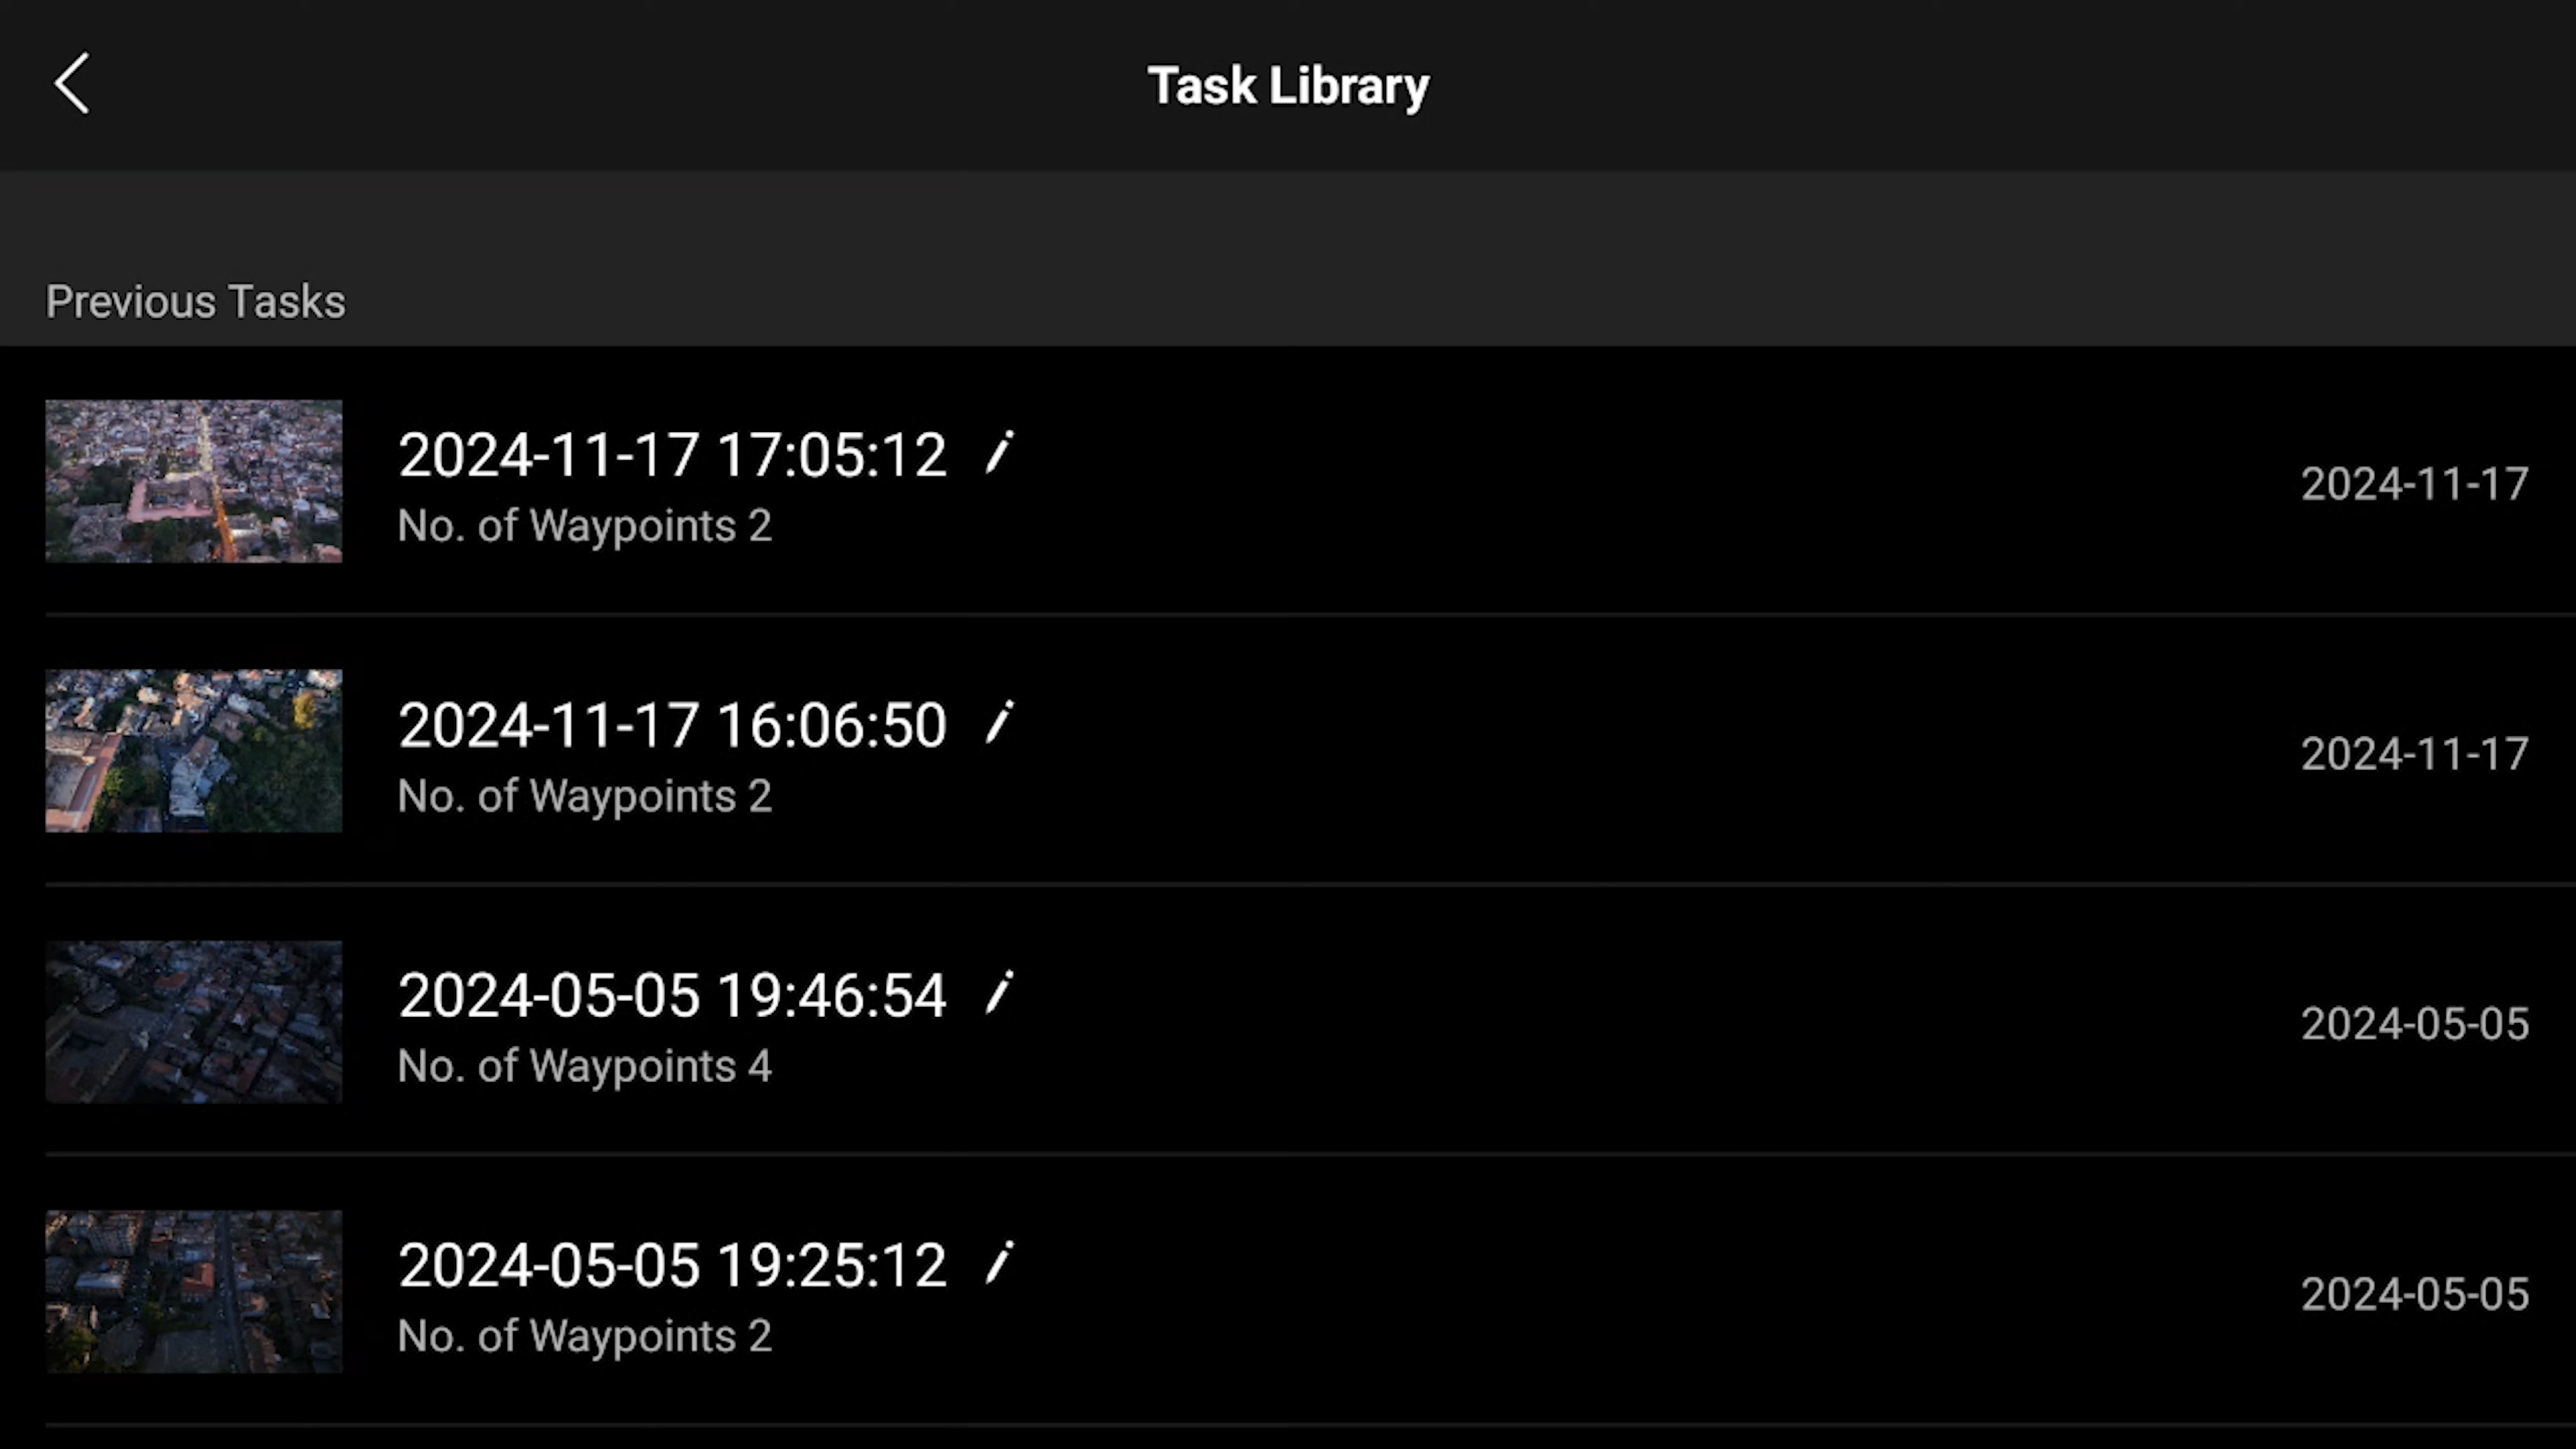 Task Library
Previous Tasks
2024-11-17 17:05:12
No. of Waypoints 2
2024-11-17
2024-11-17 16:06:50
No. of Waypoints 2
2024-11-17
2024-05-05 19:46:54
No. of Waypoints 4
2024-05-05
2024-05-05 19:25:12
No. of Waypoints 2
2024-05-05